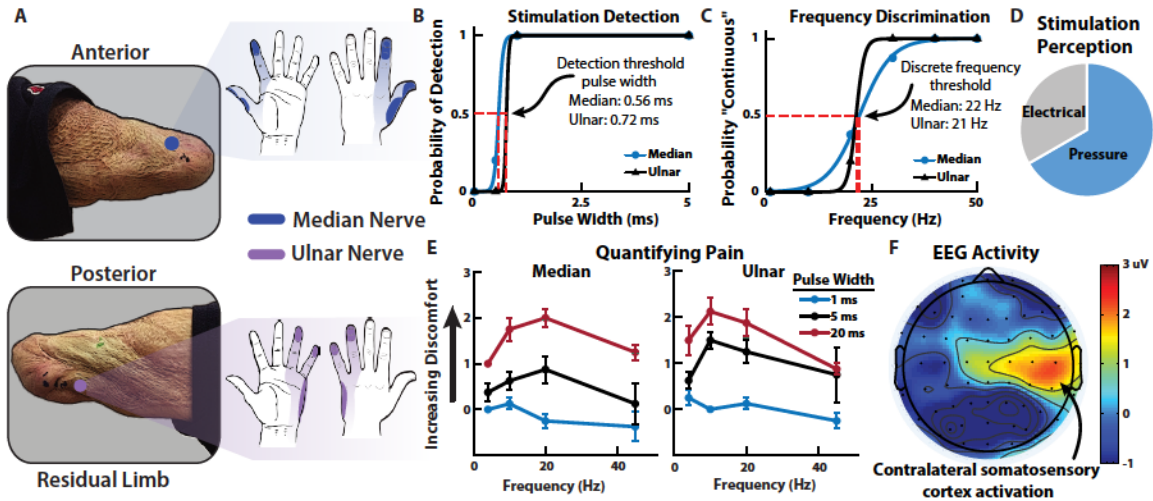 A
Anterior
Median Nerve
Ulnar Nerve
Posterior
Residual Limb
B
Stimulation Detection
Probability of Detection
1
0.5
0
Detection threshold
pulse width
Median: 0.56 ms
Ulnar: 0.72 ms
Median
Ulnar
0
2.5
5
Pulse Width (ms)
C
Frequency Discrimination
Probability "Continuous"
1
0.5
0
Discrete frequency
threshold
Median: 22 Hz
Ulnar: 21 Hz
Median
Ulnar
0
25
50
Frequency (Hz)
D
Stimulation
Perception
Electrical
Pressure
E
Quantifying Pain
Increasing Discomfort
Median
3
2
1
0
0
20
40
Frequency (Hz)
Ulnar
3
2
1
0
0
20
40
Frequency (Hz)
Pulse Width
1 ms
5 ms
20 ms
F
EEG Activity
3 uV
2
1
0
-1
Contralateral somatosensory
cortex activation